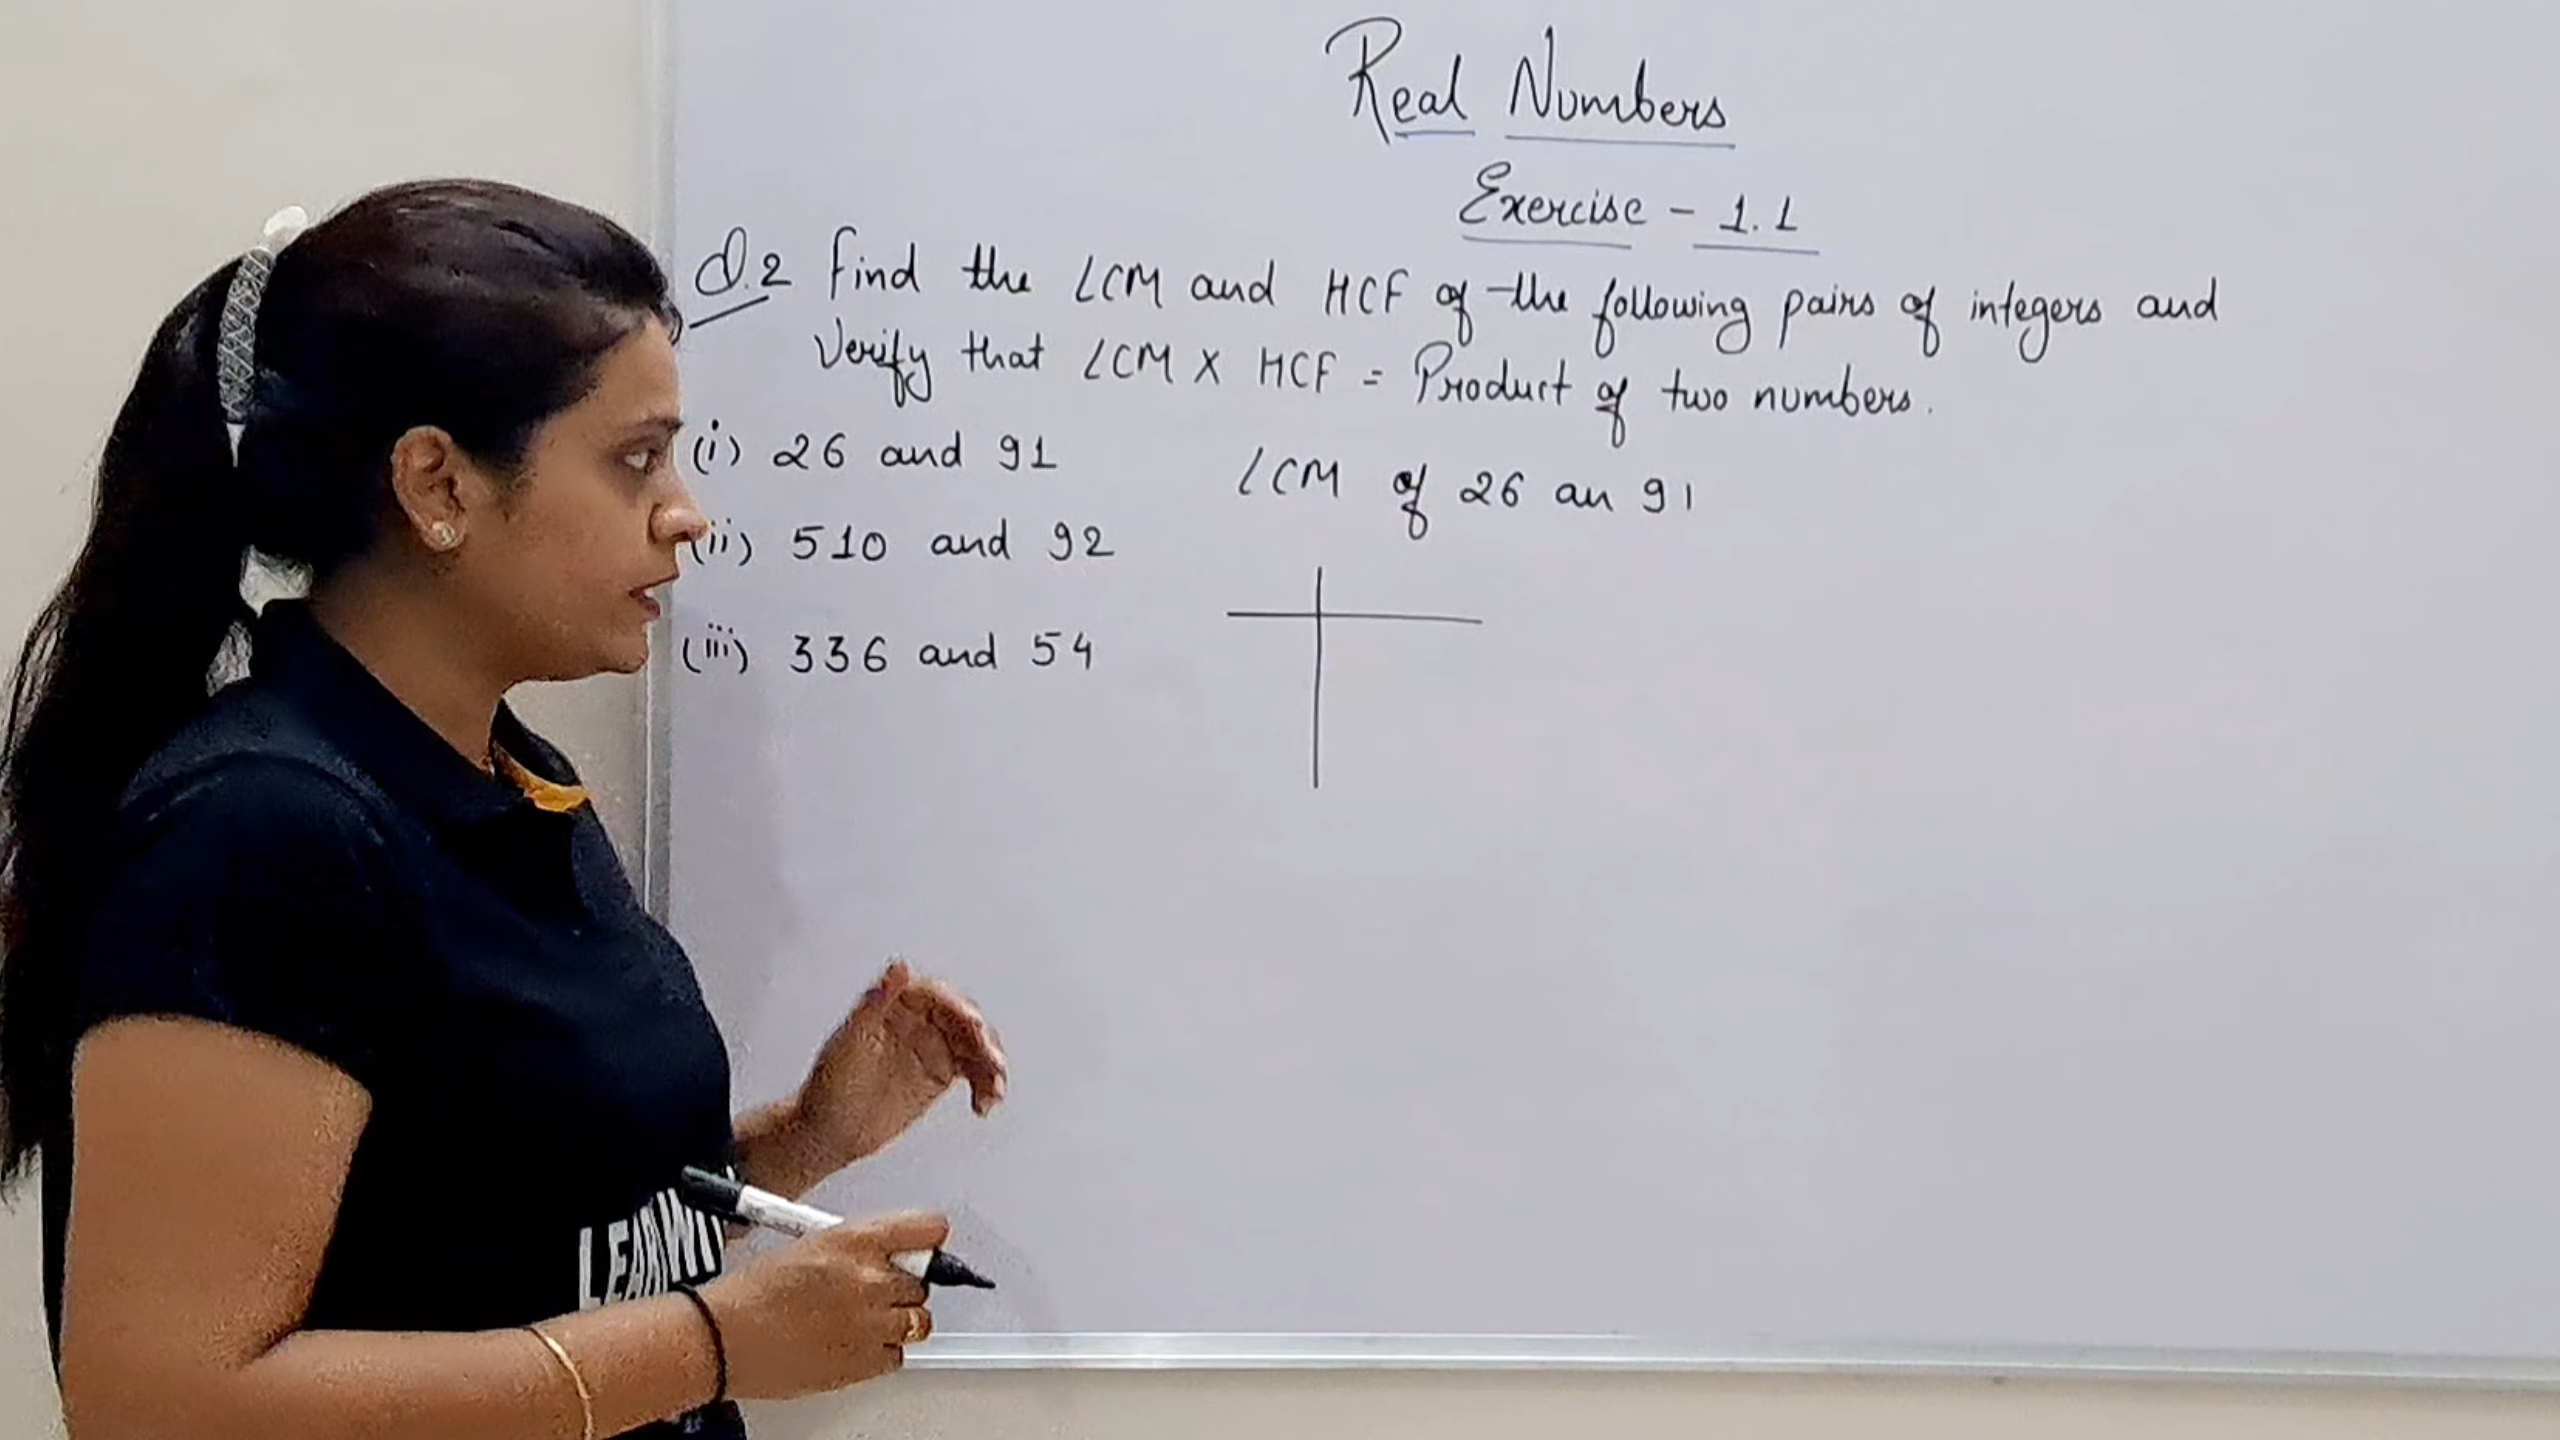 Real Numbers
Exercise - 1.1
Q.2 Find the LCM and HCF of the following pairs of integers and
Verify that LCM X HCF = Product of two numbers.
(i) 26 and 91
LCM of 26 an 91
(ii) 510 and 92
(iii) 336 and 54